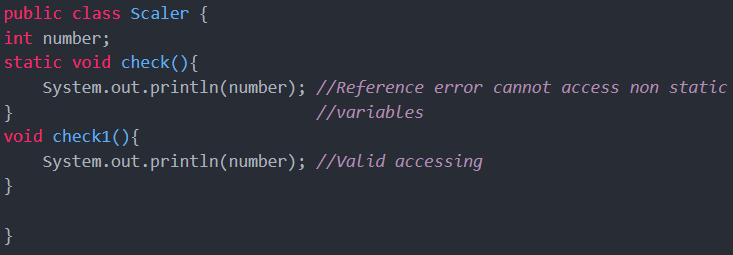 public class Scaler {
int number;
static void check(){
    System.out.println(number); //Reference error cannot access non static
}                          //variables
void check1(){
    System.out.println(number); //Valid accessing
}

}